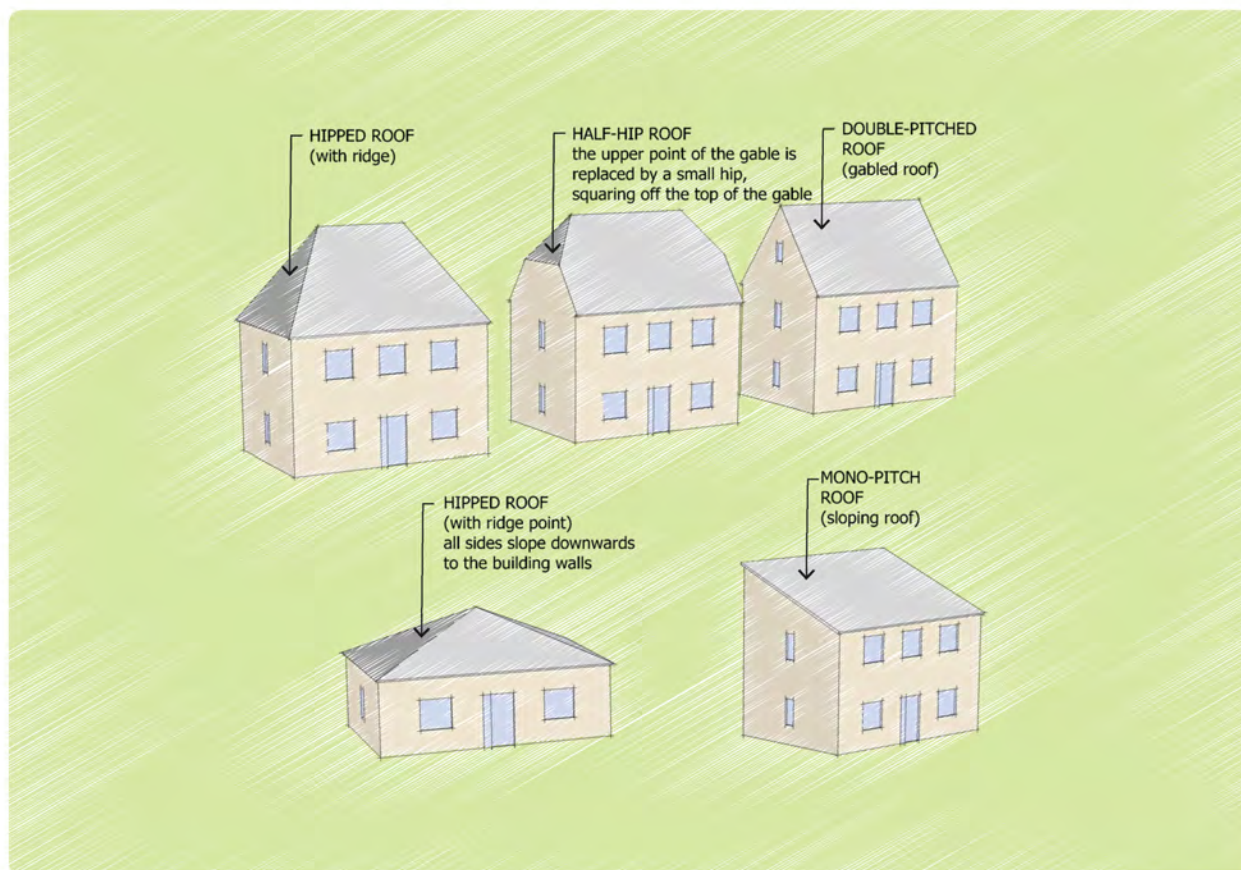 HIPPED ROOF
(with ridge)
HALF-HIP ROOF
the upper point of the gable is
replaced by a small hip,
squaring off the top of the gable
DOUBLE-PITCHED
ROOF
(gabled roof)
HIPPED ROOF
(with ridge point)
all sides slope downwards
to the building walls
MONO-PITCH
ROOF
(sloping roof)